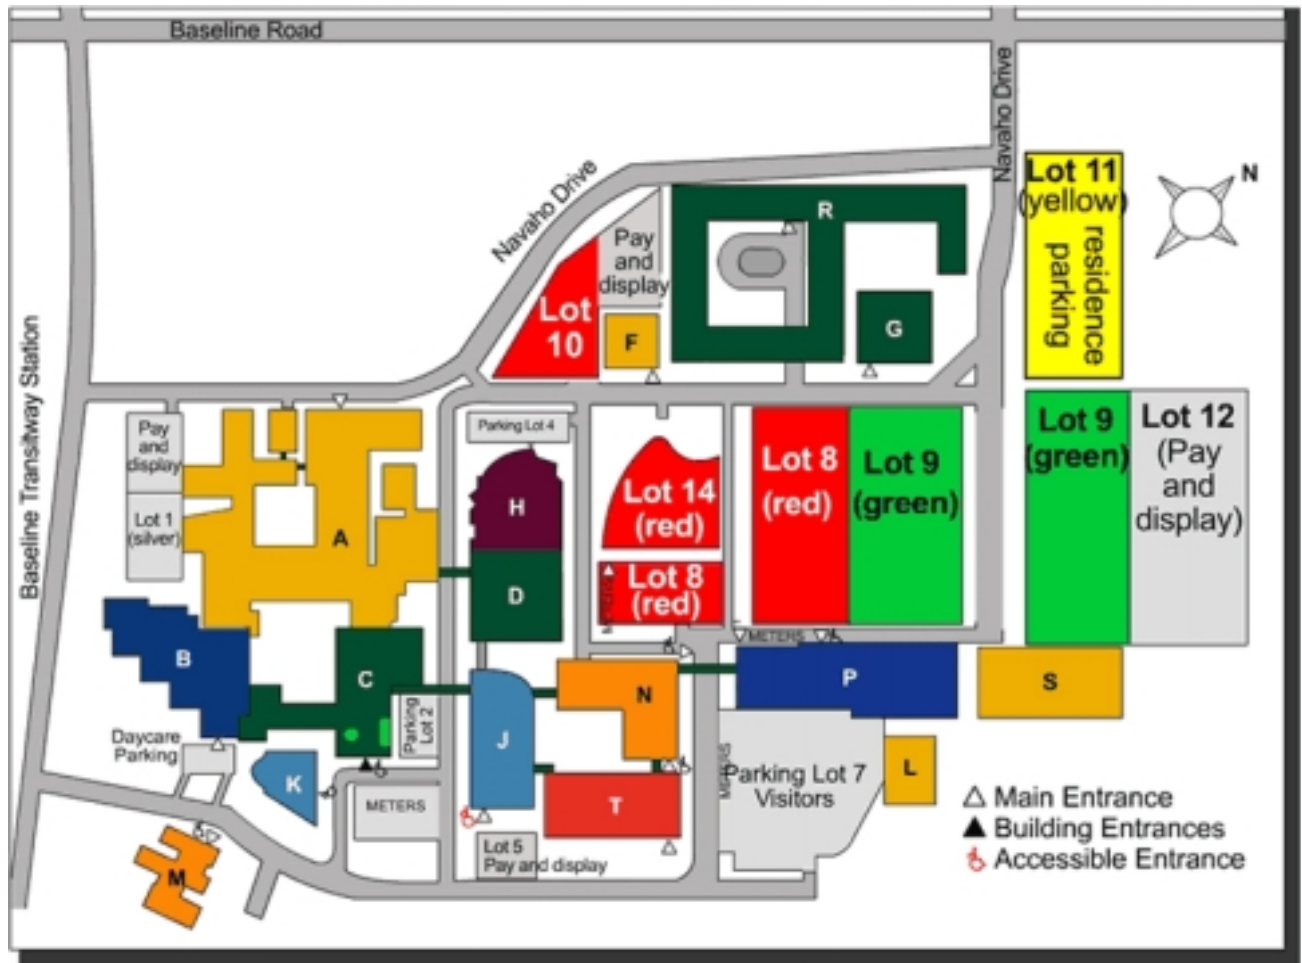 Baseline Road
Navaho Drive
Lot 11
(yellow)
residence
parking
N
Navaho Drive
R
Pay
and
display
Lot
10
F
G
Baseline Transitway Station
Pay
and
display
Lot 1
(silver)
A
Parking Lot 4
H
D
Lot 14
(red)
Lot 8
(red)
METERS
Lot 8
(red)
Lot 9
(green)
Lot 9
(green)
Lot 12
(Pay
and
display)
METERS
B
C
Parking
Lot 2
J
N
P
S
Daycare
Parking
K
METERS
T
METERS
Parking Lot 7
Visitors
L
Lot 5
Pay and display
M
Main Entrance
Building Entrances
Accessible Entrance